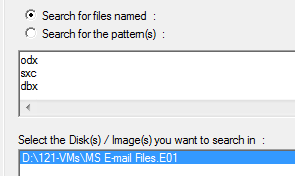 Search for files named :
Search for the pattern(s) :
odx
sxc
dbx
Select the Disk(s) / Image(s) you want to search in :
D:\121-VMs\MS E-mail Files.E01